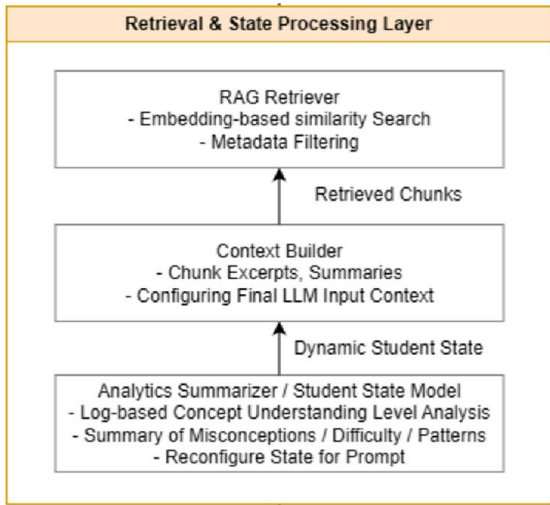 Retrieval & State Processing Layer
RAG Retriever
- Embedding-based similarity Search
- Metadata Filtering
Retrieved Chunks
Context Builder
- Chunk Excerpts, Summaries
- Configuring Final LLM Input Context
Dynamic Student State
Analytics Summarizer / Student State Model
- Log-based Concept Understanding Level Analysis
- Summary of Misconceptions / Difficulty / Patterns
- Reconfigure State for Prompt